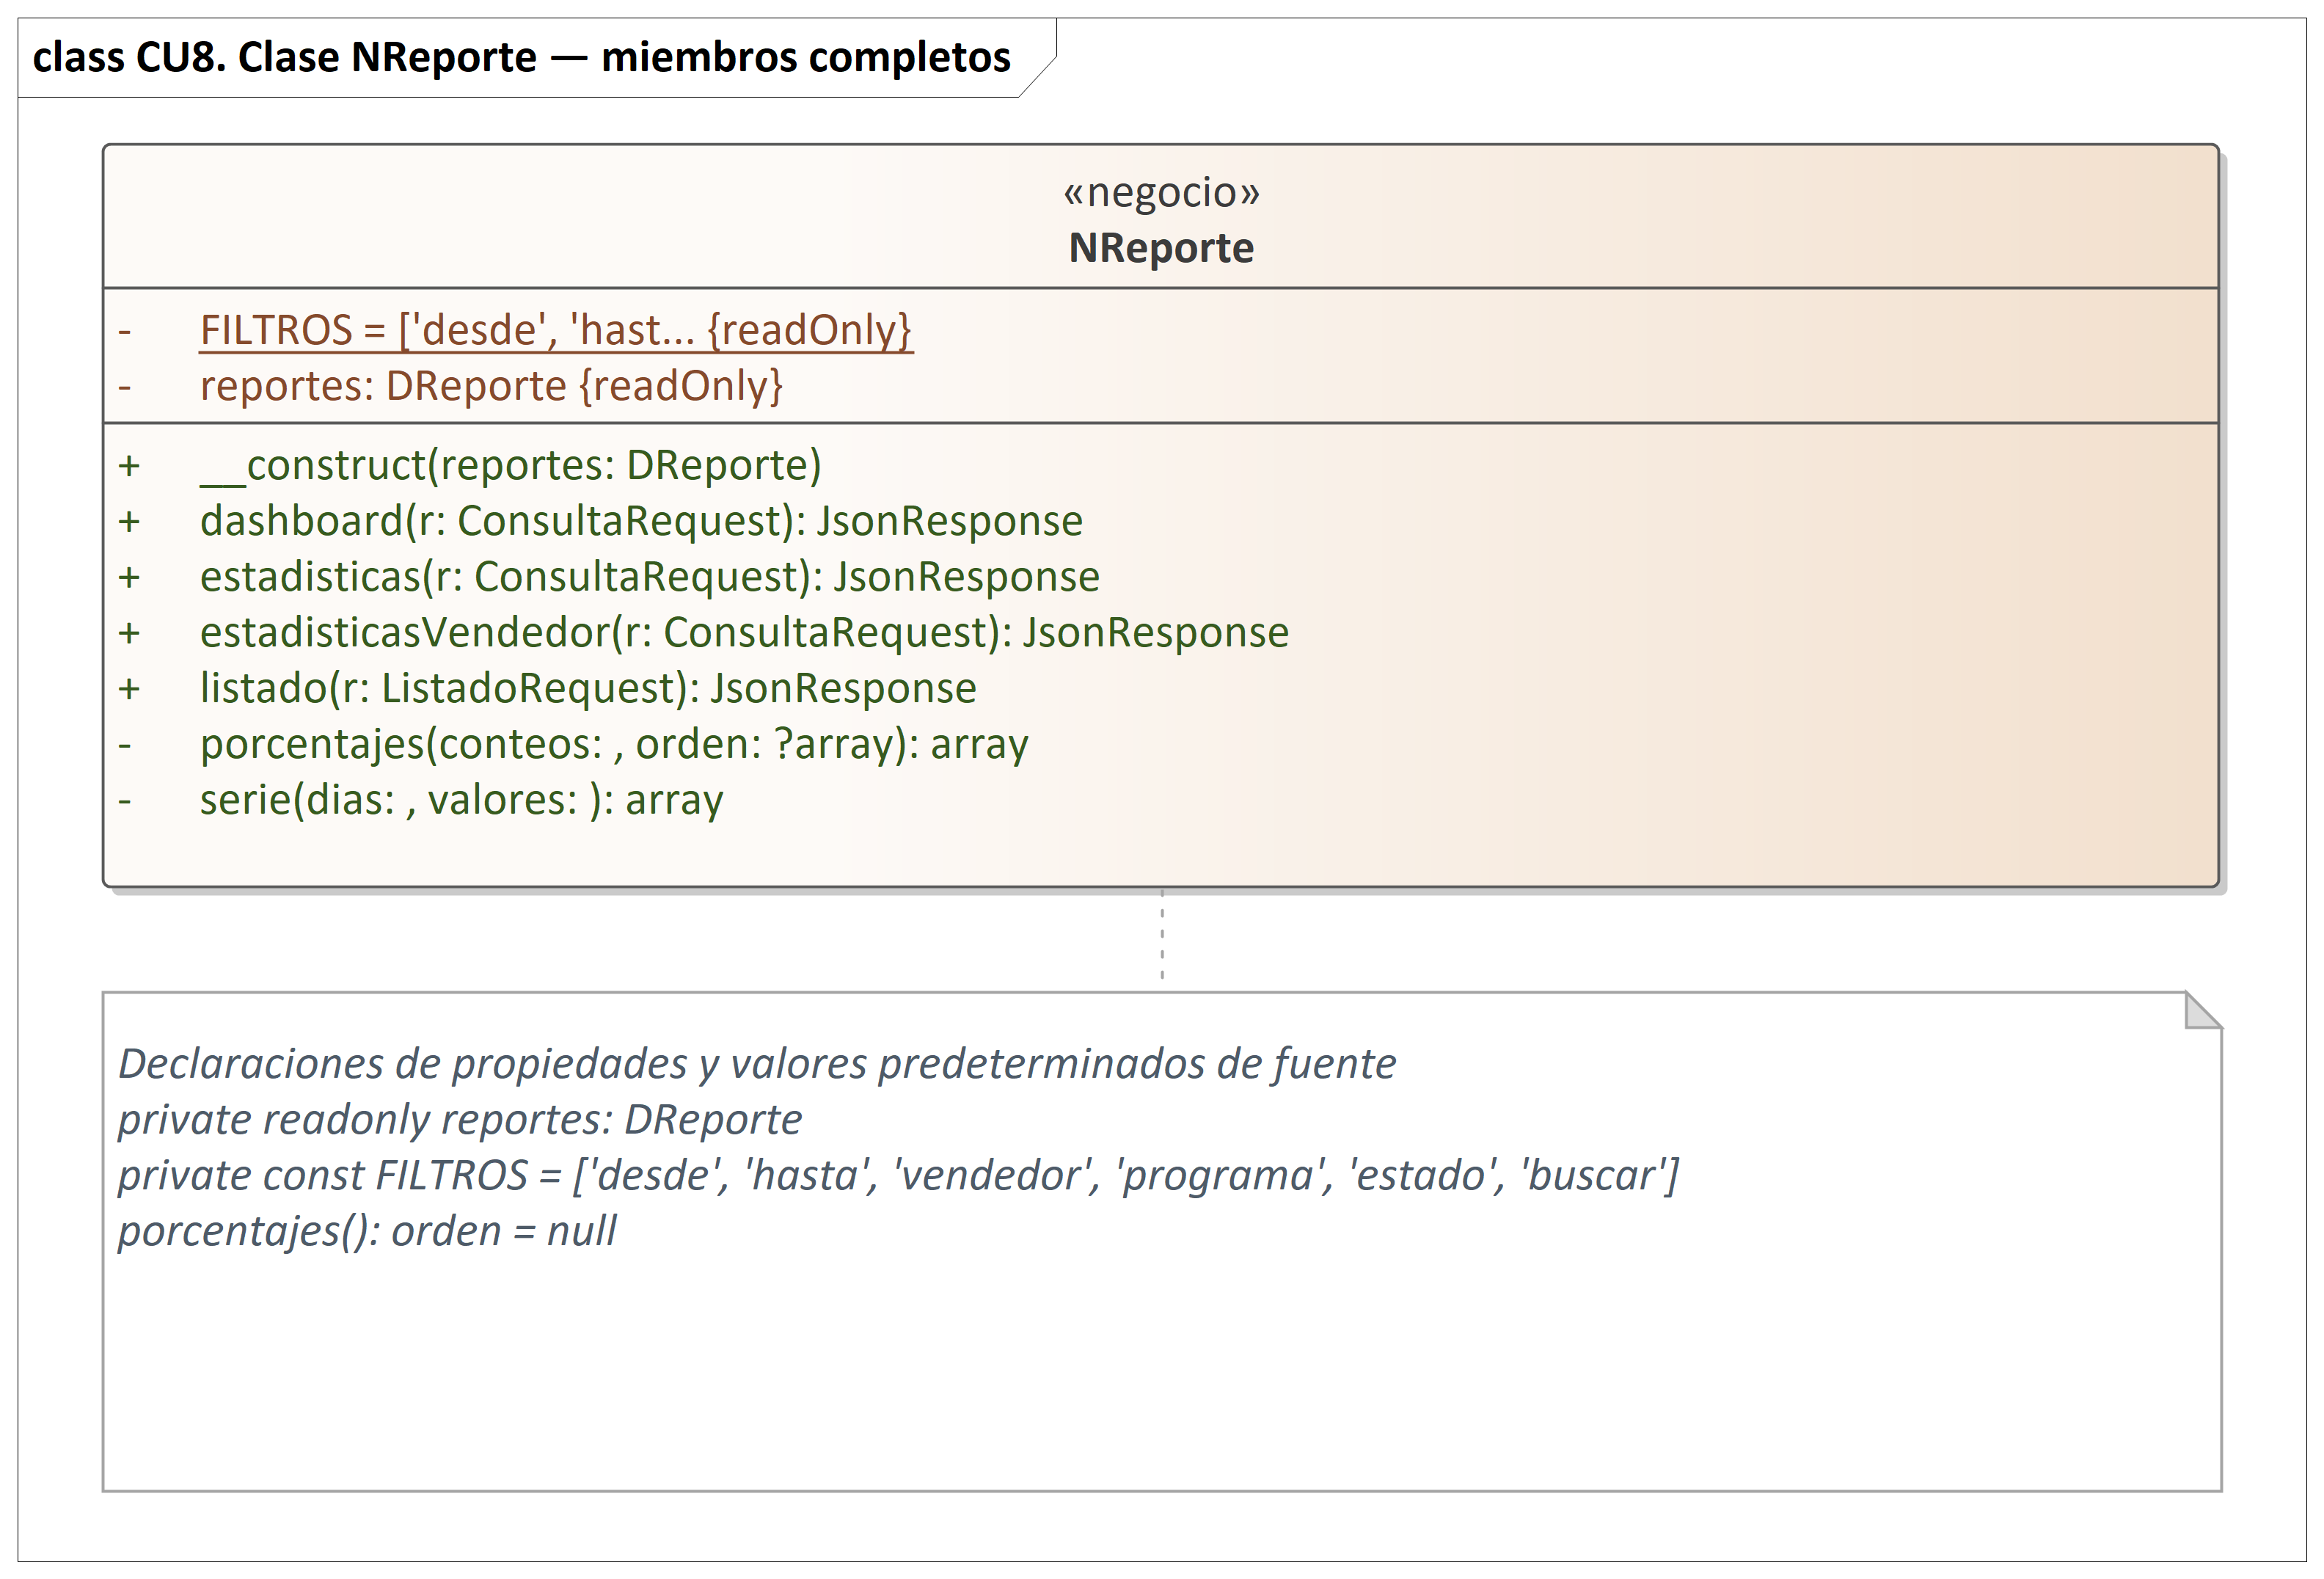 class CU8. Clase NReporte — miembros completos
«negocio»
NReporte
- FILTROS = ['desde', 'hast... {readOnly}
- reportes: DReporte {readOnly}
+ __construct(reportes: DReporte)
+ dashboard(r: ConsultaRequest): JsonResponse
+ estadisticas(r: ConsultaRequest): JsonResponse
+ estadisticasVendedor(r: ConsultaRequest): JsonResponse
+ listado(r: ListadoRequest): JsonResponse
- porcentajes(conteos: , orden: ?array): array
- serie(dias: , valores: ): array
Declaraciones de propiedades y valores predeterminados de fuente
private readonly reportes: DReporte
private const FILTROS = ['desde', 'hasta', 'vendedor', 'programa', 'estado', 'buscar']
porcentajes(): orden = null